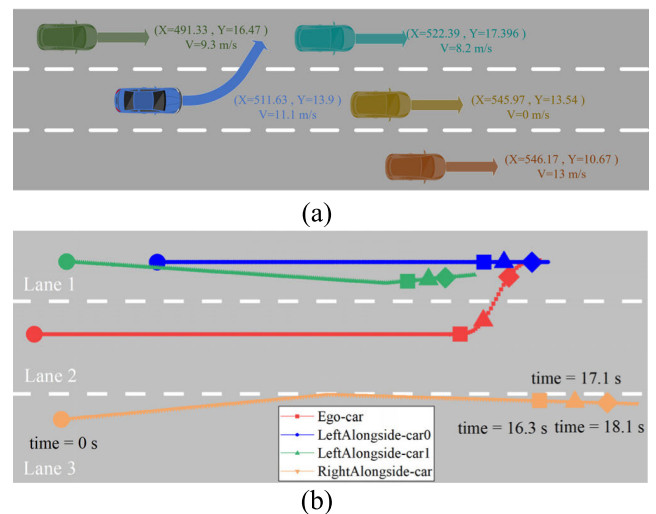 (X=491.33 , Y=16.47)
V=9.3 m/s
(X=522.39, Y=17.396)
V=8.2 m/s
(X=511.63, Y=13.9)
V=11.1 m/s
(X=545.97, Y=13.54)
V=0 m/s
(X=546.17, Y=10.67 )
V=13 m/s
(a)
Lane 1
Lane 2
time = 17.1 s
Ego-car
LeftAlongside-car0
LeftAlongside-car1
RightAlongside-car
time = 0 s
time = 16.3 s
time = 18.1 s
Lane 3
(b)